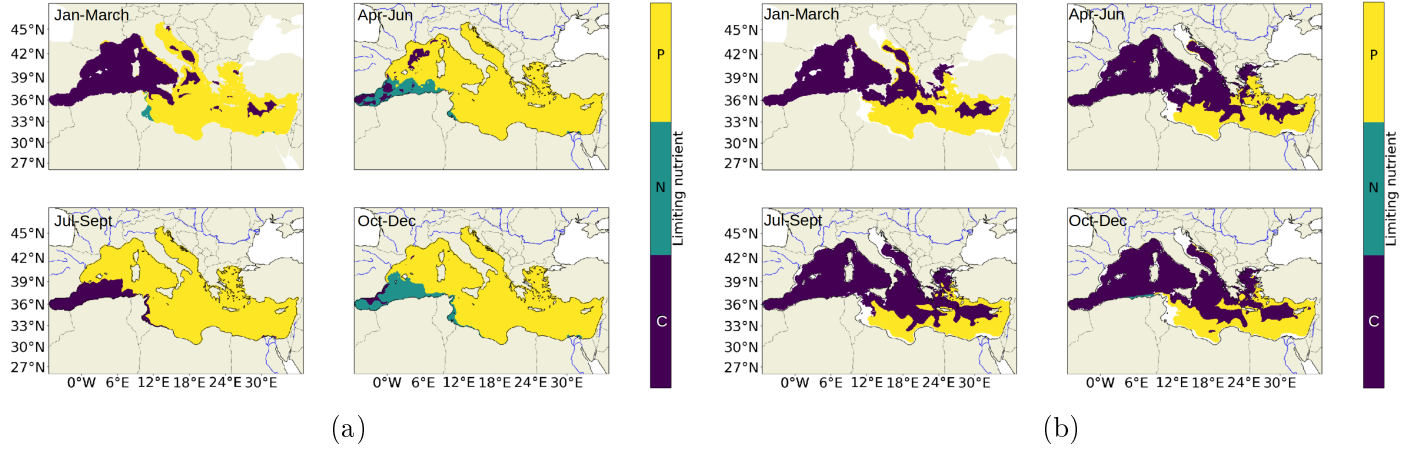 Jan-March
Apr-Jun
45°N
42°N
39°N
36°N
33°N
30°N
27°N
Jul-Sept
Oct-Dec
45°N
42°N
39°N
36°N
33°N
30°N
27°N
0°W 6°E 12°E 18°E 24°E 30°E
0°W 6°E 12°E 18°E 24°E 30°E
P
N
C
Limiting nutrient
(a)
Jan-March
Apr-Jun
45°N
42°N
39°N
36°N
33°N
30°N
27°N
Jul-Sept
Oct-Dec
45°N
42°N
39°N
36°N
33°N
30°N
27°N
0°W 6°E 12°E 18°E 24°E 30°E
0°W 6°E 12°E 18°E 24°E 30°E
P
N
C
Limiting nutrient
(b)